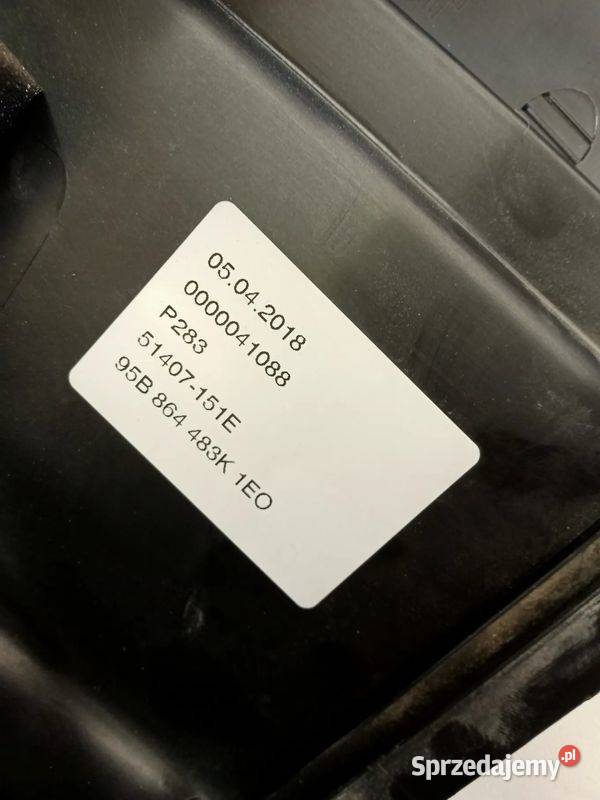 05.04.2018
0000041088
P283
51407-151E
95B 864 483K 1EO
Sprzedajemy.pl